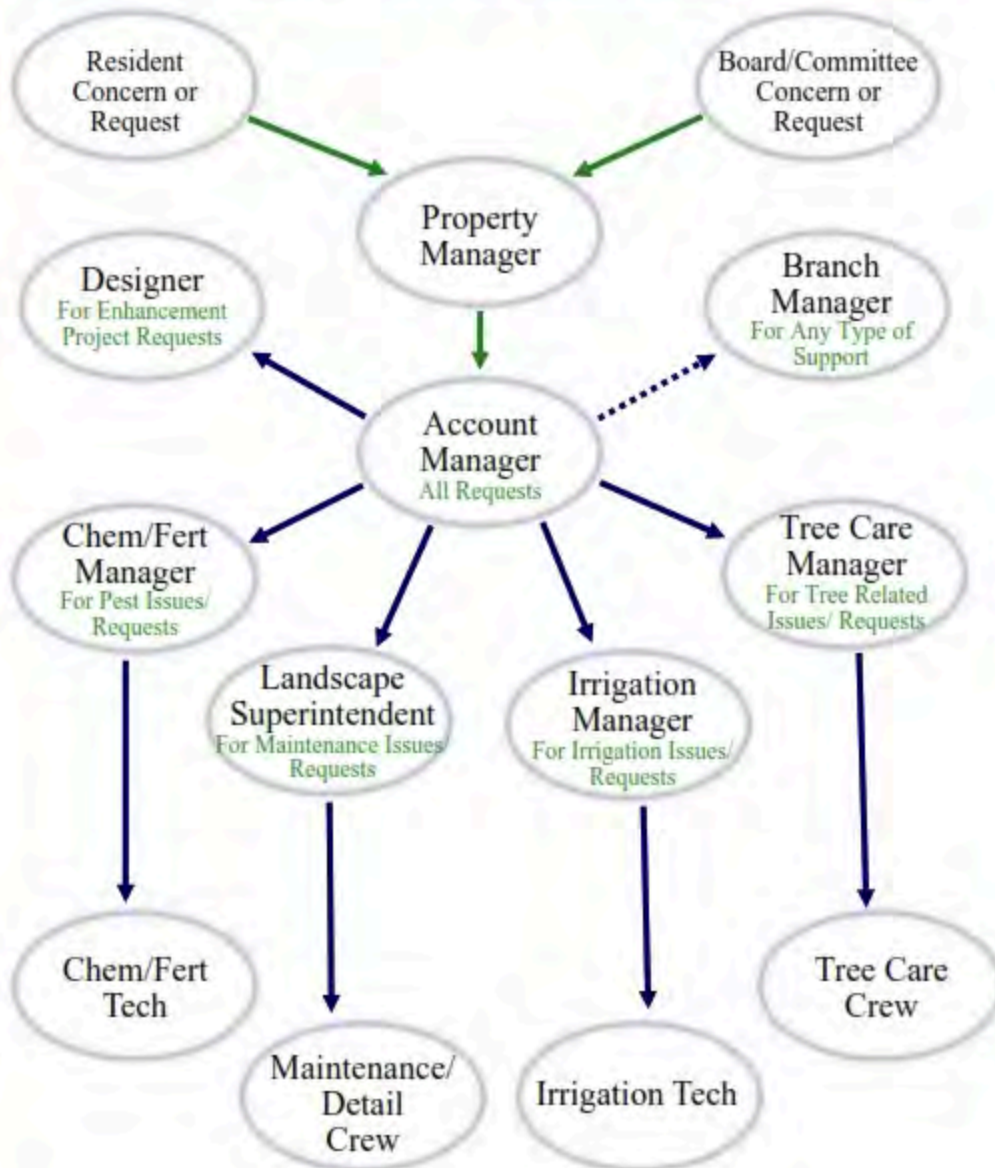 Resident
Concern or
Request
Board/Committee
Concern or
Request
Property
Manager
Designer
For Enhancement
Project Requests
Branch
Manager
For Any Type of
Support
Account
Manager
All Requests
Chem/Fert
Manager
For Pest Issues/
Requests
Tree Care
Manager
For Tree Related
Issues/ Requests
Landscape
Superintendent
For Maintenance Issues
Requests
Irrigation
Manager
For Irrigation Issues/
Requests
Chem/Fert
Tech
Tree Care
Crew
Maintenance/
Detail
Crew
Irrigation Tech